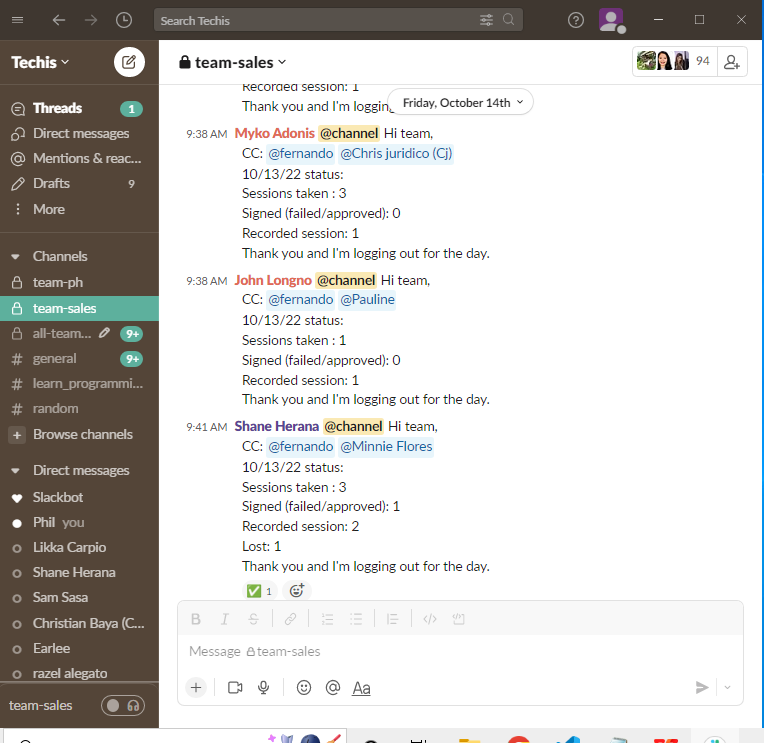 Search Techis
Techis
team-sales
94
Threads 1
Direct messages
Mentions & reac...
Drafts 9
More
Channels
team-ph
team-sales
all-team... 9+
general 9+
learn_programmi...
random
Browse channels
Direct messages
Slackbot
Phil you
Likka Carpio
Shane Herana
Sam Sasa
Christian Baya (C...
Earlee
razel alegato
team-sales
Recorded session: 1
Thank you and I'm logging
Friday, October 14th
9:38 AM Myko Adonis @channel Hi team,
CC: @fernando @Chris juridico (Cj)
10/13/22 status:
Sessions taken : 3
Signed (failed/approved): 0
Recorded session: 1
Thank you and I'm logging out for the day.
9:38 AM John Longno @channel Hi team,
CC: @fernando @Pauline
10/13/22 status:
Sessions taken : 1
Signed (failed/approved): 0
Recorded session: 1
Thank you and I'm logging out for the day.
9:41 AM Shane Herana @channel Hi team,
CC: @fernando @Minnie Flores
10/13/22 status:
Sessions taken : 3
Signed (failed/approved): 1
Recorded session: 2
Lost: 1
Thank you and I'm logging out for the day.
1
B I S
Message team-sales
Aa